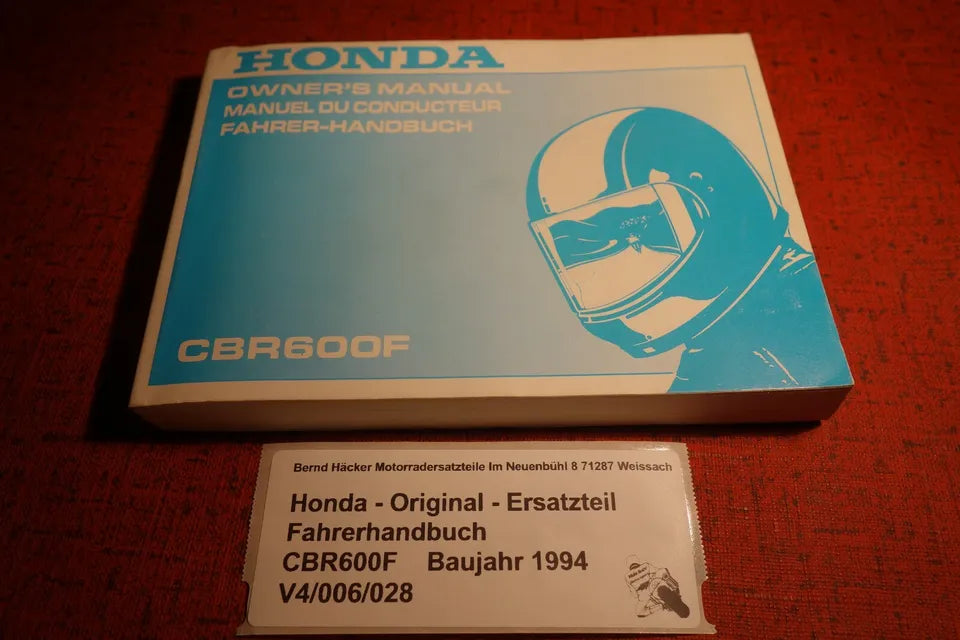 HONDA
OWNER'S MANUAL
MANUEL DU CONDUCTEUR
FAHRER-HANDBUCH
CBR600F
Bernd Häcker Motorradersatzteile Im Neuenbühl 8 71287 Weissach
Honda - Original - Ersatzteil
Fahrerhandbuch
CBR600F Baujahr 1994
V4/006/028